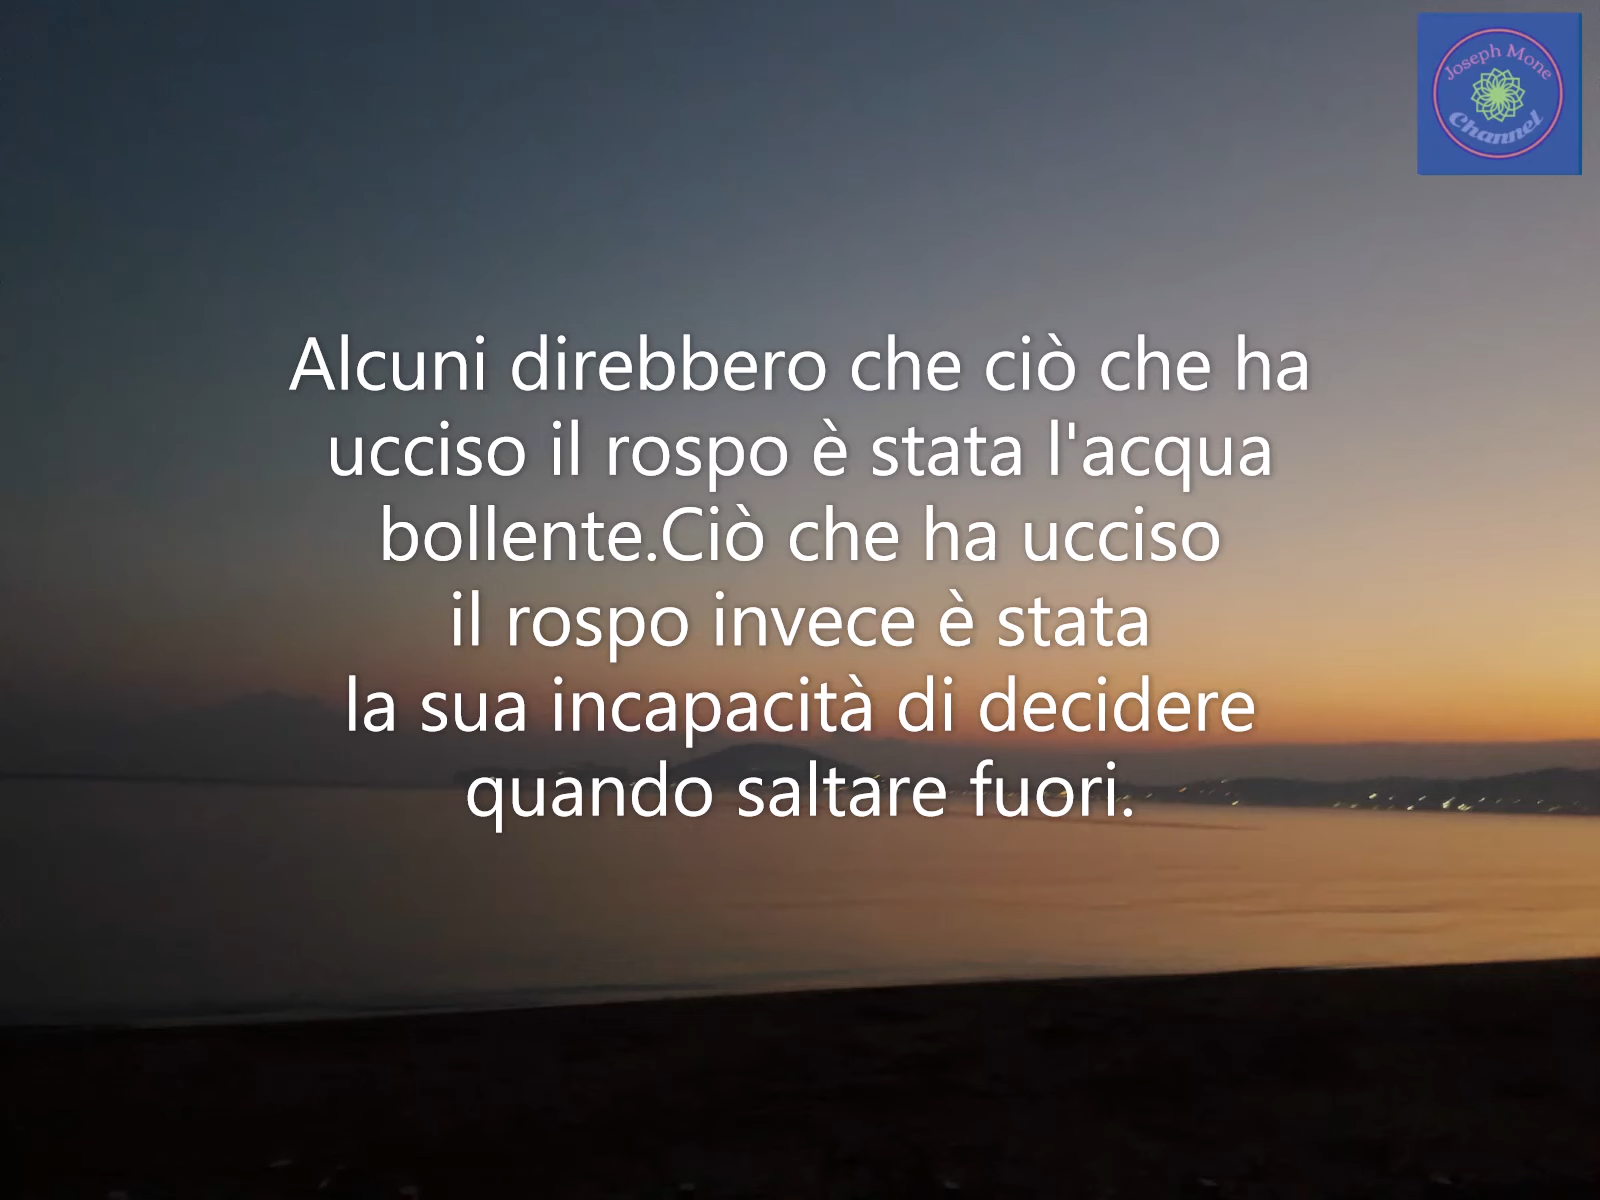 Joseph Mone
Channel
Alcuni direbbero che ciò che ha
ucciso il rospo è stata l'acqua
bollente.Ciò che ha ucciso
il rospo invece è stata
la sua incapacità di decidere
quando saltare fuori.